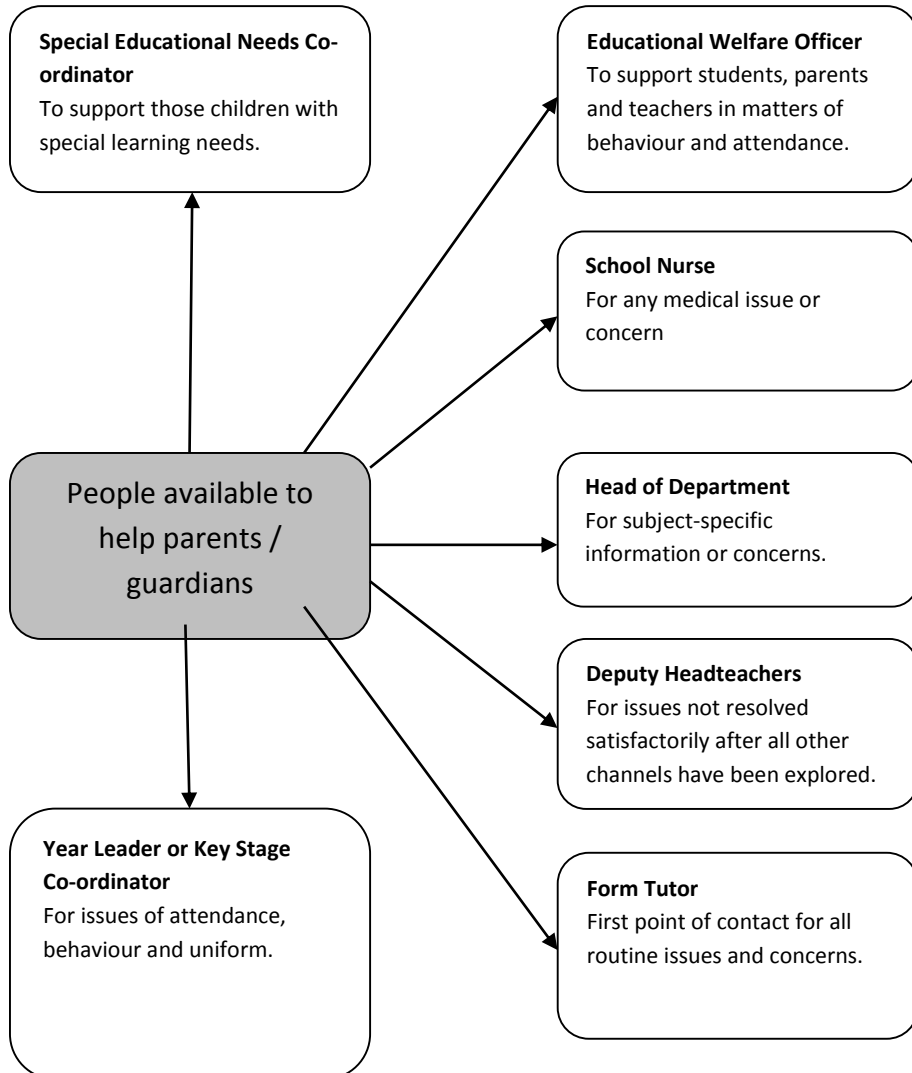 Special Educational Needs Co-
ordinator
To support those children with
special learning needs.
Educational Welfare Officer
To support students, parents
and teachers in matters of
behaviour and attendance.
School Nurse
For any medical issue or
concern
People available to
help parents /
guardians
Head of Department
For subject-specific
information or concerns.
Deputy Headteachers
For issues not resolved
satisfactorily after all other
channels have been explored.
Year Leader or Key Stage
Co-ordinator
For issues of attendance,
behaviour and uniform.
Form Tutor
First point of contact for all
routine issues and concerns.